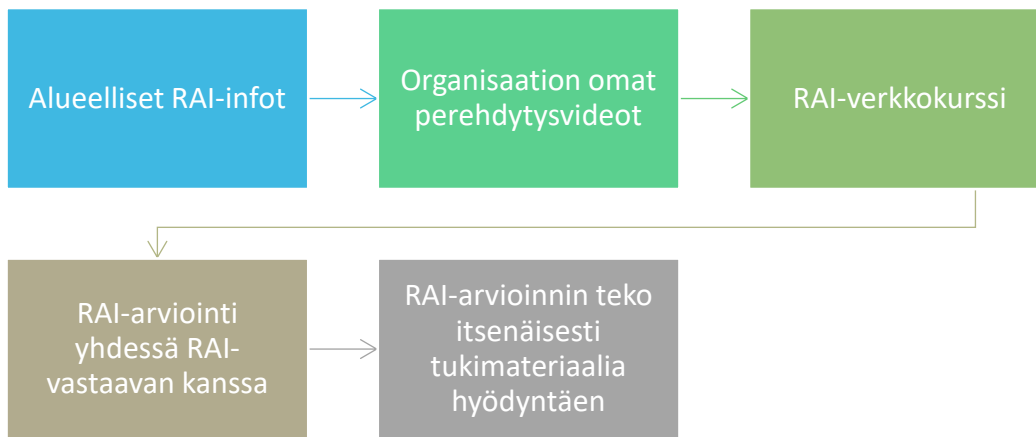 Alueelliset RAI-infot
Organisaation omat
perehdytysvideot
RAI-verkkokurssi
RAI-arviointi
yhdessä RAI-
vastaavan kanssa
RAI-arvioinnin teko
itsenäisesti
tukimateriaalia
hyödyntäen